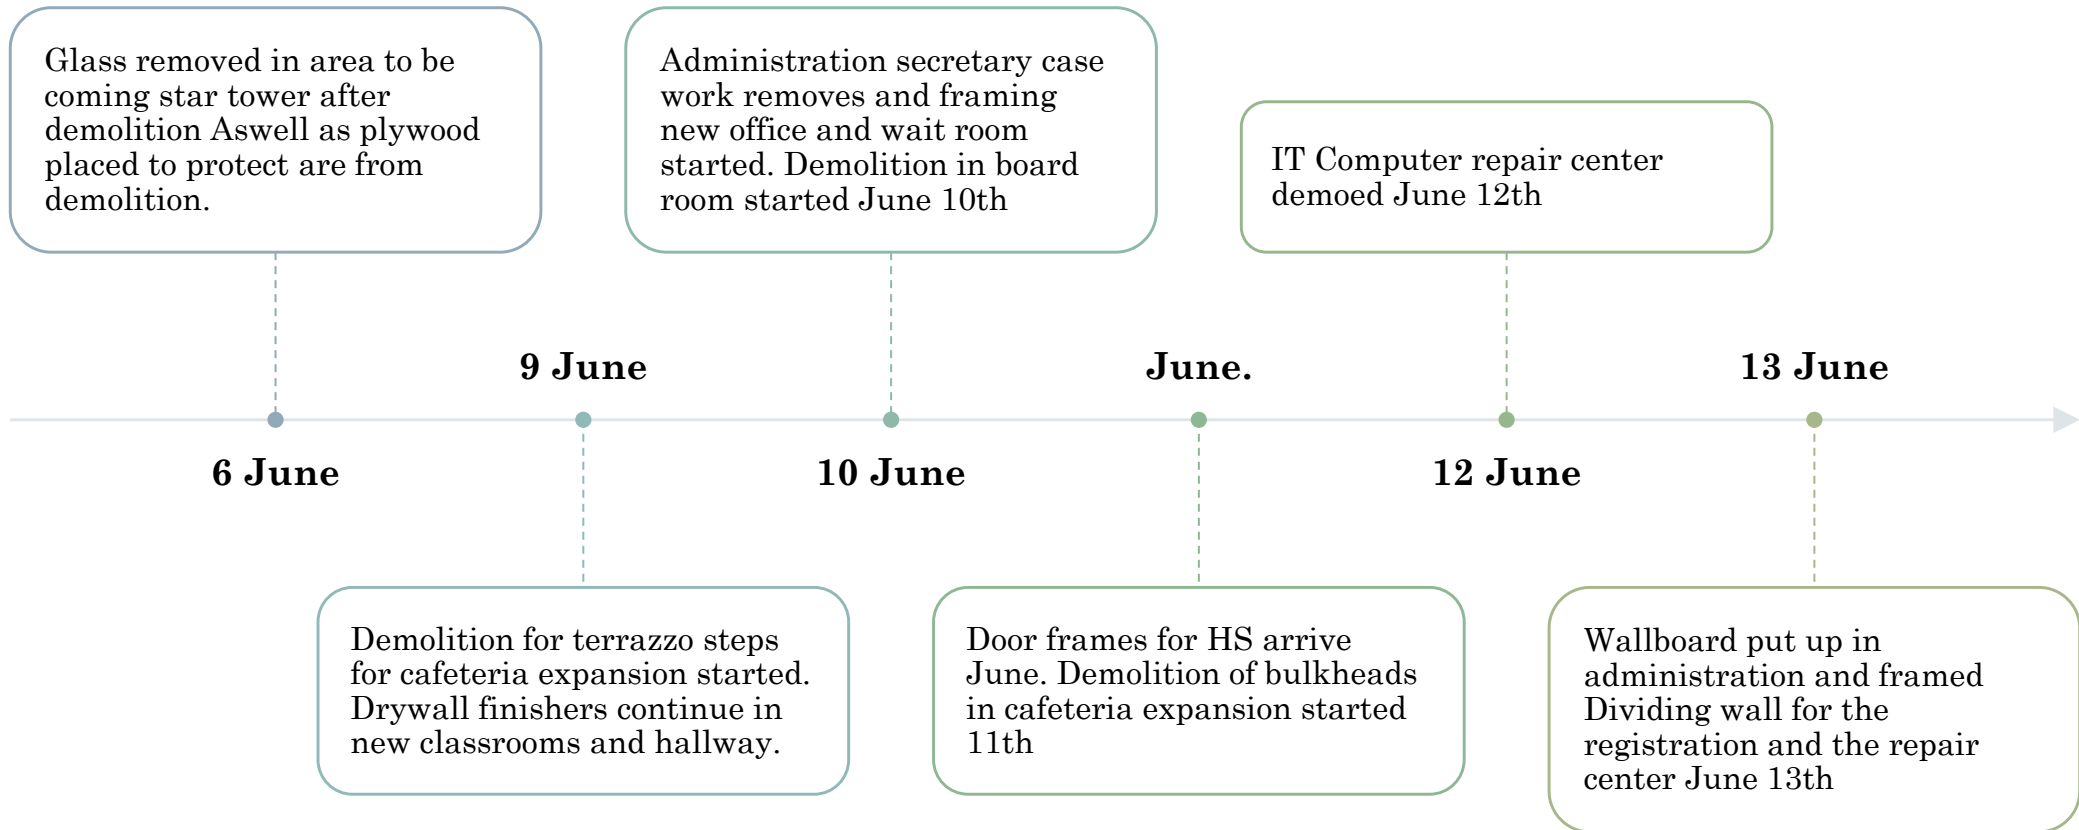 Glass removed in area to be
coming star tower after
demolition Aswell as plywood
placed to protect are from
demolition.
6 June
9 June
Demolition for terrazzo steps
for cafeteria expansion started.
Drywall finishers continue in
new classrooms and hallway.
Administration secretary case
work removes and framing
new office and wait room
started. Demolition in board
room started June 10th
10 June
June.
Door frames for HS arrive
June. Demolition of bulkheads
in cafeteria expansion started
11th
IT Computer repair center
demoed June 12th
12 June
13 June
Wallboard put up in
administration and framed
Dividing wall for the
registration and the repair
center June 13th